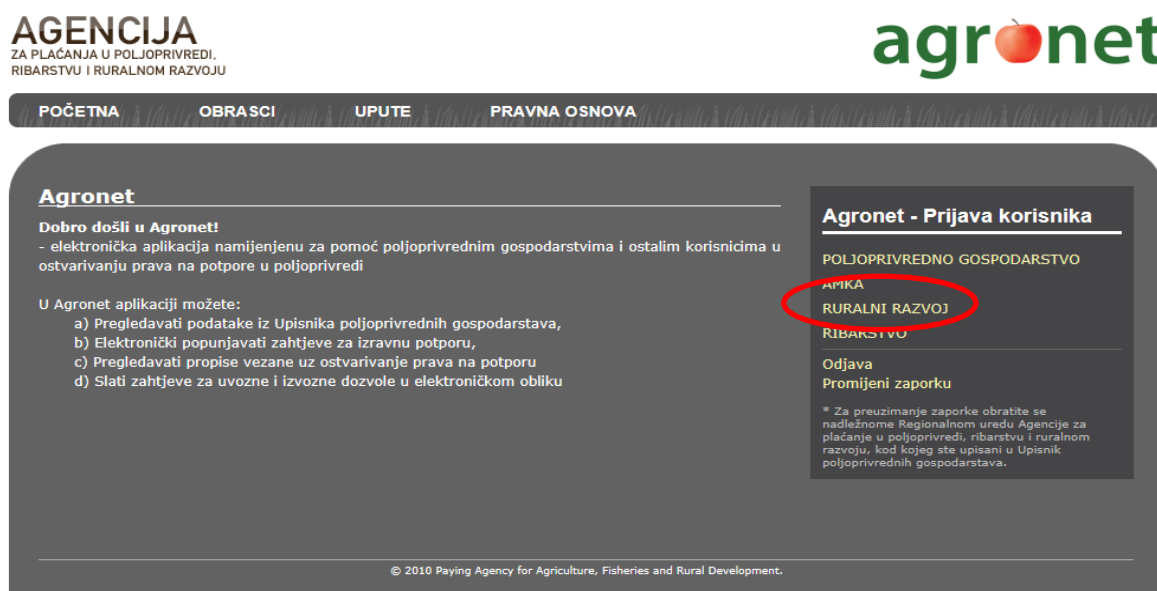 AGENCIJA
ZA PLAĆANJA U POLJOPRIVREDI,
RIBARSTVU I RURALNOM RAZVOJU
agronet
POČETNA OBRASCI UPUTE PRAVNA OSNOVA
Agronet
Dobro došli u Agronet!
- elektronička aplikacija namijenjenu za pomoć poljoprivrednim gospodarstvima i ostalim korisnicima u
ostvarivanju prava na potpore u poljoprivredi
U Agronet aplikaciji možete:
a) Pregledavati podatake iz Upisnika poljoprivrednih gospodarstava,
b) Elektronički popunjavati zahtjeve za izravnu potporu,
c) Pregledavati propise vezane uz ostvarivanje prava na potporu
d) Slati zahtjeve za uvozne i izvozne dozvole u elektroničkom obliku
Agronet - Prijava korisnika
POLJOPRIVREDNO GOSPODARSTVO
AMKA
RURALNI RAZVOJ
RIBARSTVO
Odjava
Promijeni zaporku
* Za preuzimanje zaporke obratite se
nadležnome Regionalnom uredu Agencije za
plaćanje u poljoprivredi, ribarstvu i ruralnom
razvoju, kod kojeg ste upisani u Upisnik
poljoprivrednih gospodarstava.
© 2010 Paying Agency for Agriculture, Fisheries and Rural Development.